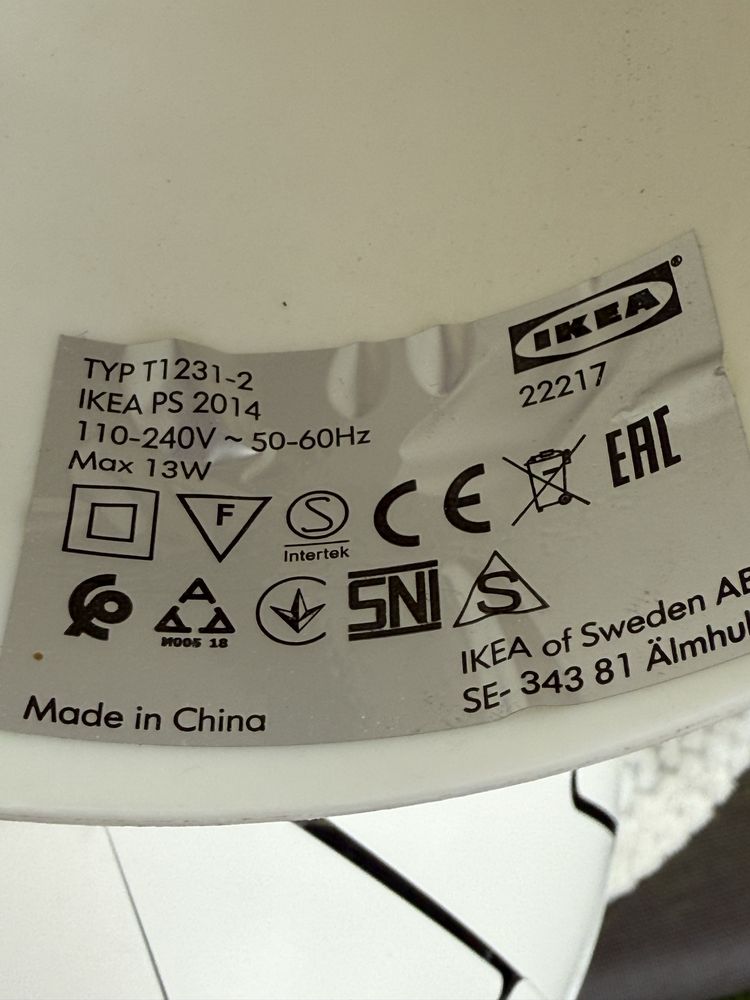 IKEA®
22217
TYP T1231-2
IKEA PS 2014
110-240V ~ 50-60Hz
Max 13W
F
S
Intertek
CE
EAC
M005 18
SNI
S
IKEA of Sweden AB
SE- 343 81
Made in China